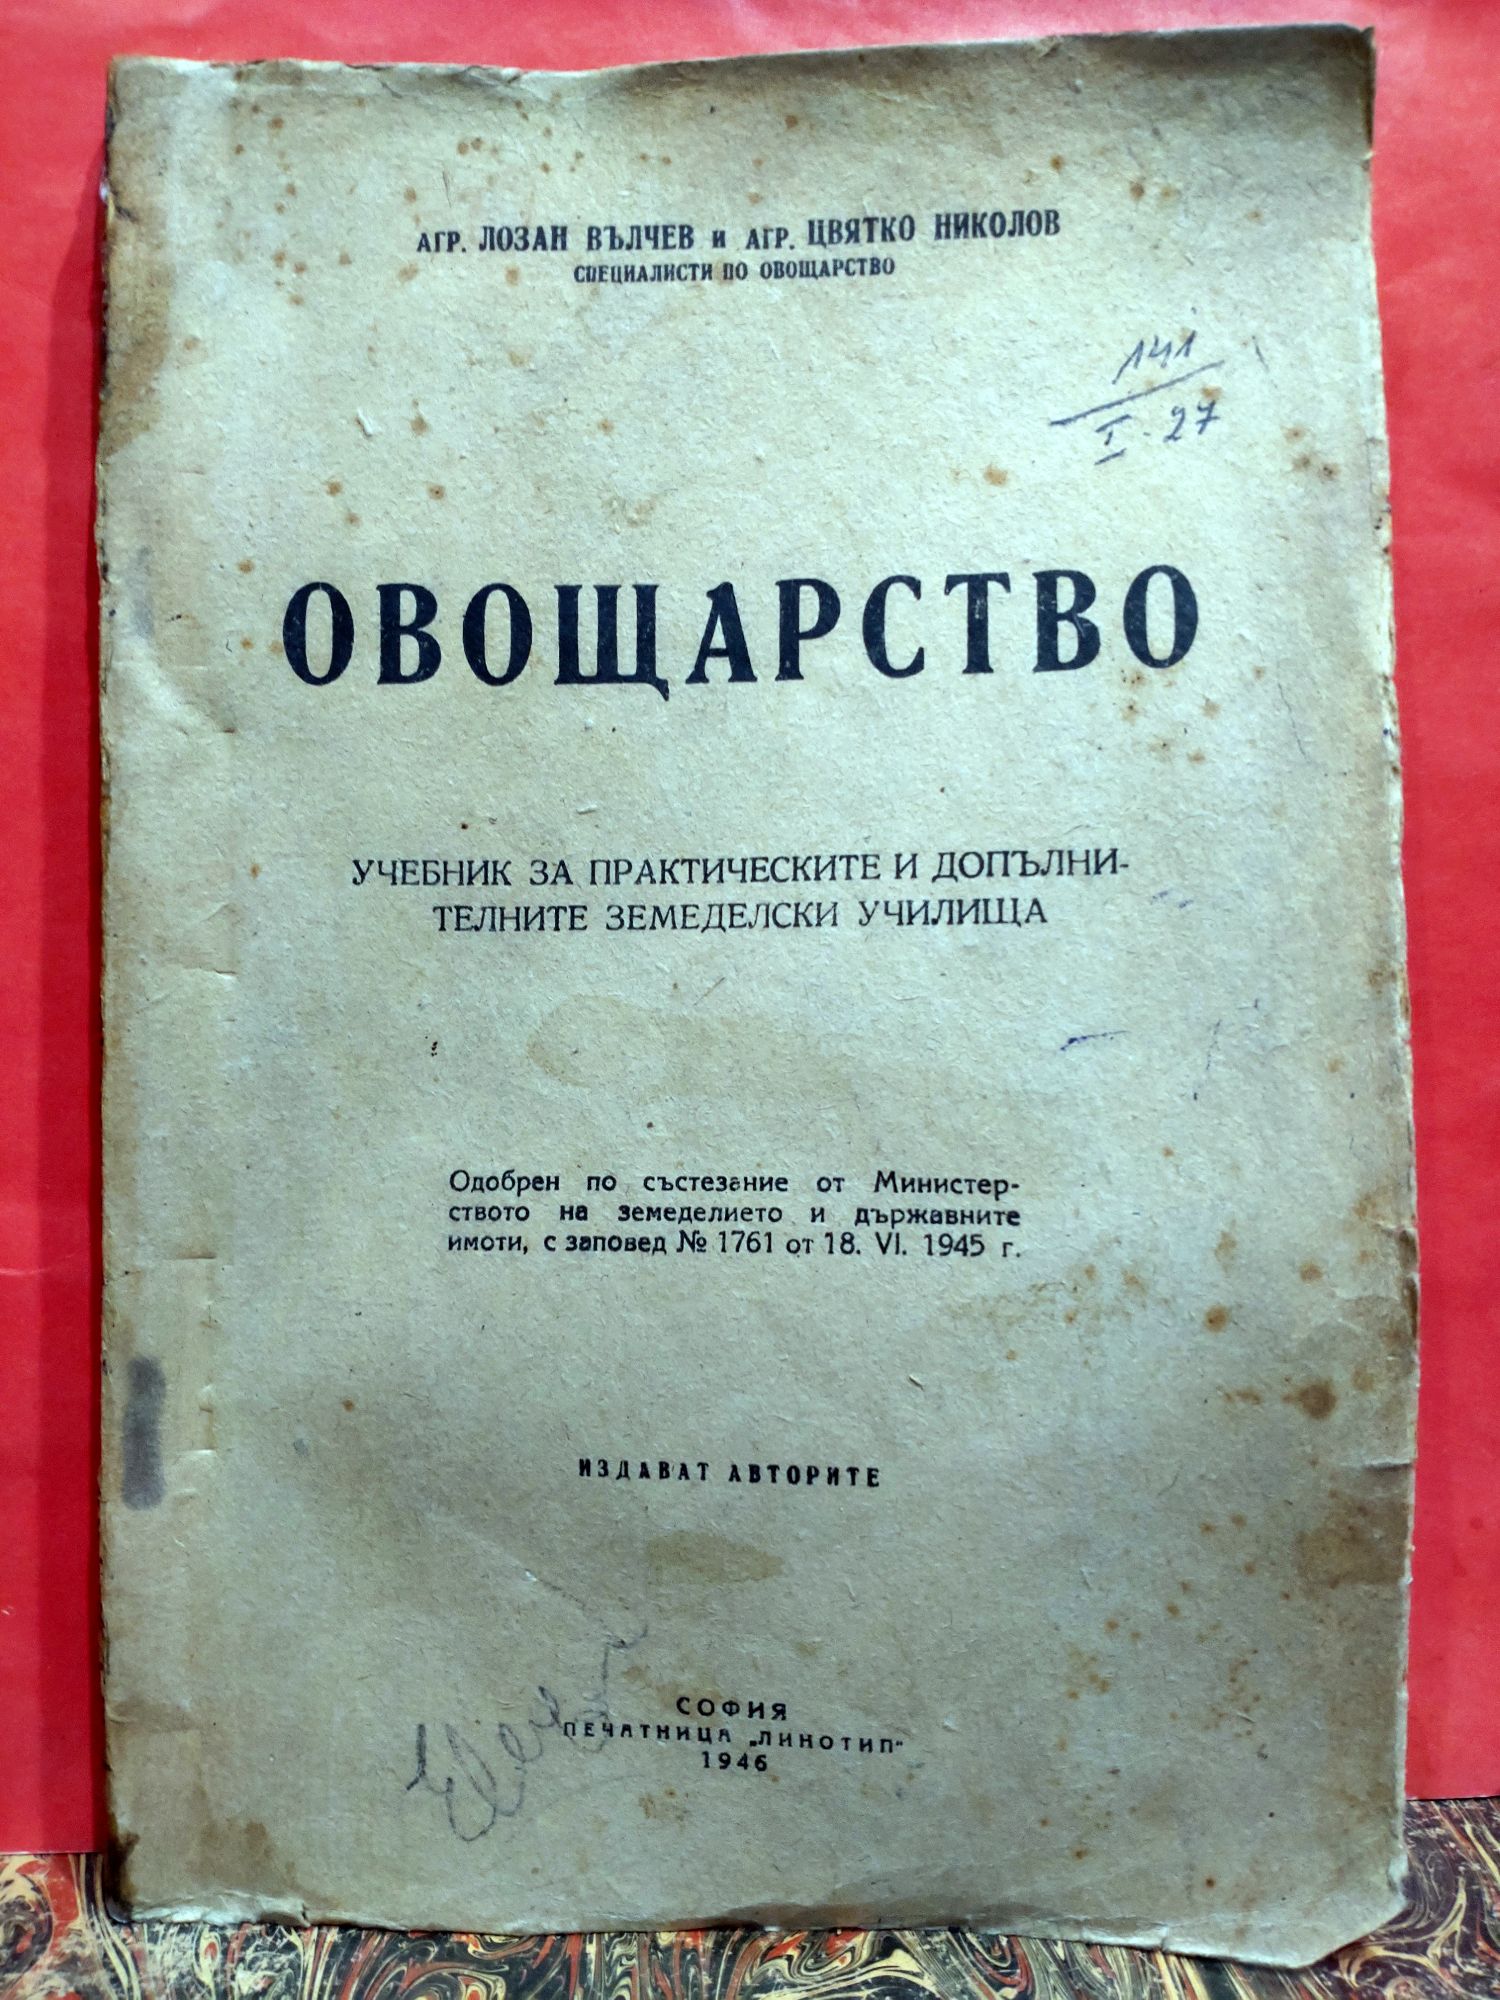 АГР. ЛОЗАН ВЪЛЧЕВ и АГР. ЦВЯТКО НИКОЛОВ
СПЕЦИАЛИСТИ ПО ОВОЩАРСТВО
141
I-27
ОВОЩАРСТВО
УЧЕБНИК ЗА ПРАКТИЧЕСКИТЕ И ДОПЪЛНИ-
ТЕЛНИТЕ ЗЕМЕДЕЛСКИ УЧИЛИЩА
Одобрен по състезание от Министер-
ството на земеделието и държавните
имоти, с заповед № 1761 от 18. VI. 1945 г.
ИЗДАВАТ АВТОРИТЕ
СОФИЯ
ПЕЧАТНИЦА „ЛИНОТИП"
1946